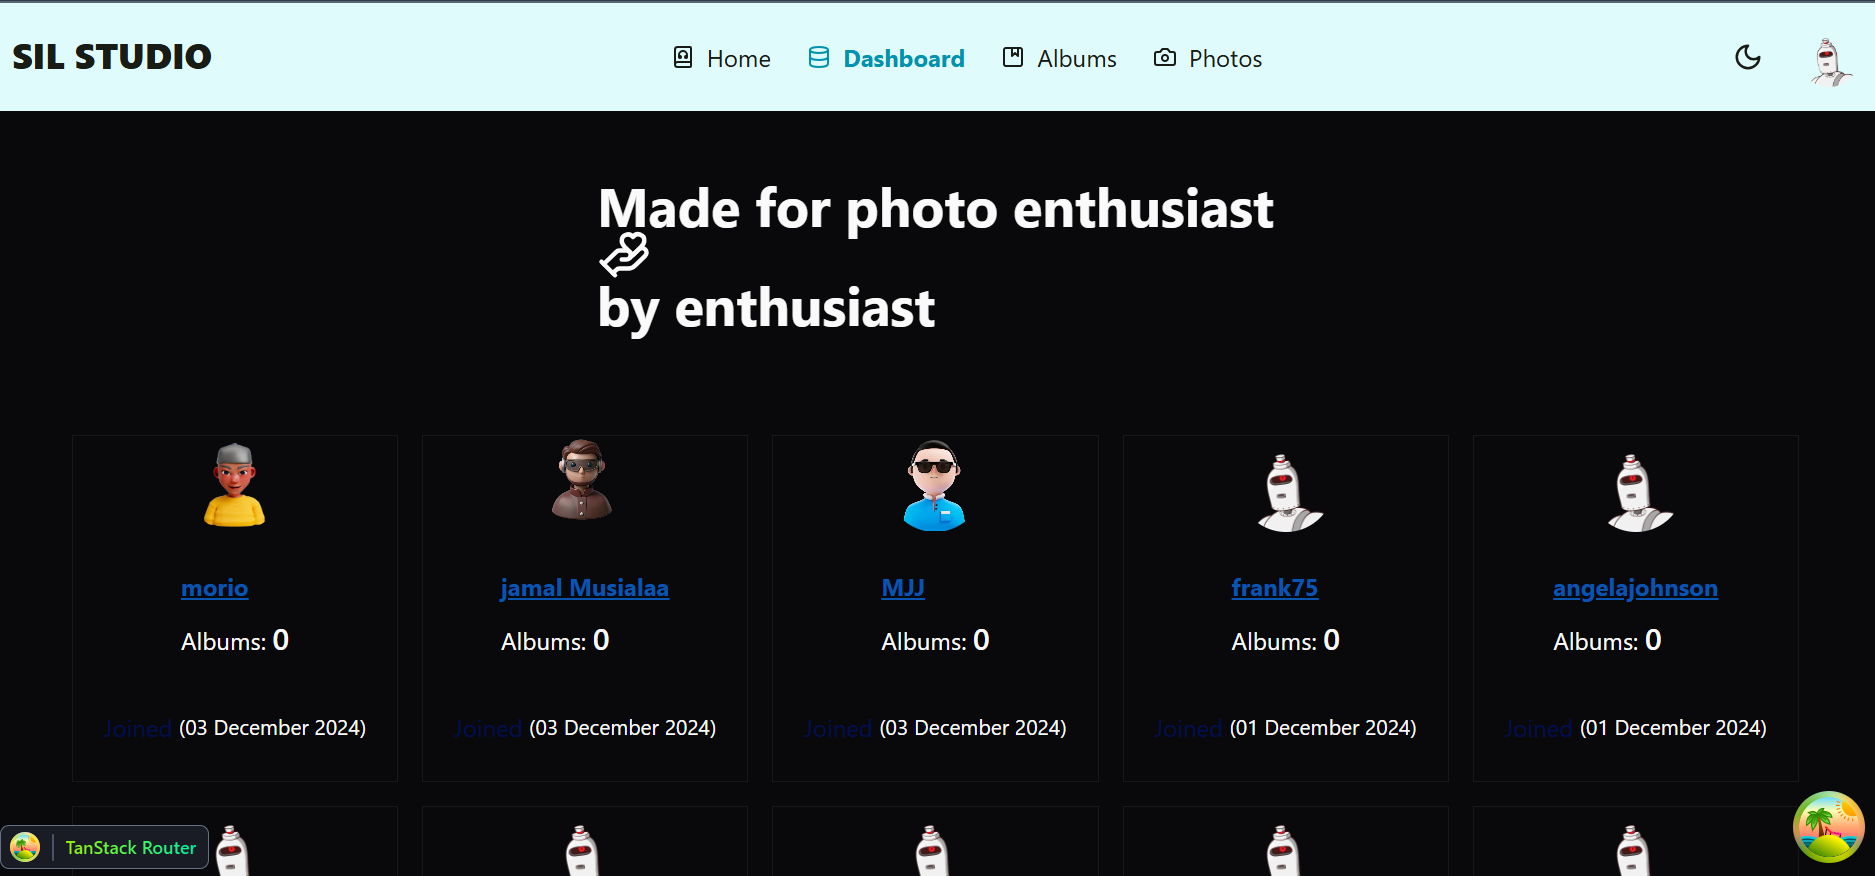 SIL STUDIO
Home Dashboard Albums Photos
Made for photo enthusiast
by enthusiast
morio jamal Musialaa MJJ frank75 angelajohnson
Albums: 0 Albums: 0 Albums: 0 Albums: 0 Albums: 0
Joined (03 December 2024) Joined (03 December 2024) Joined (03 December 2024) Joined (01 December 2024) Joined (01 December 2024)
TanStack Router